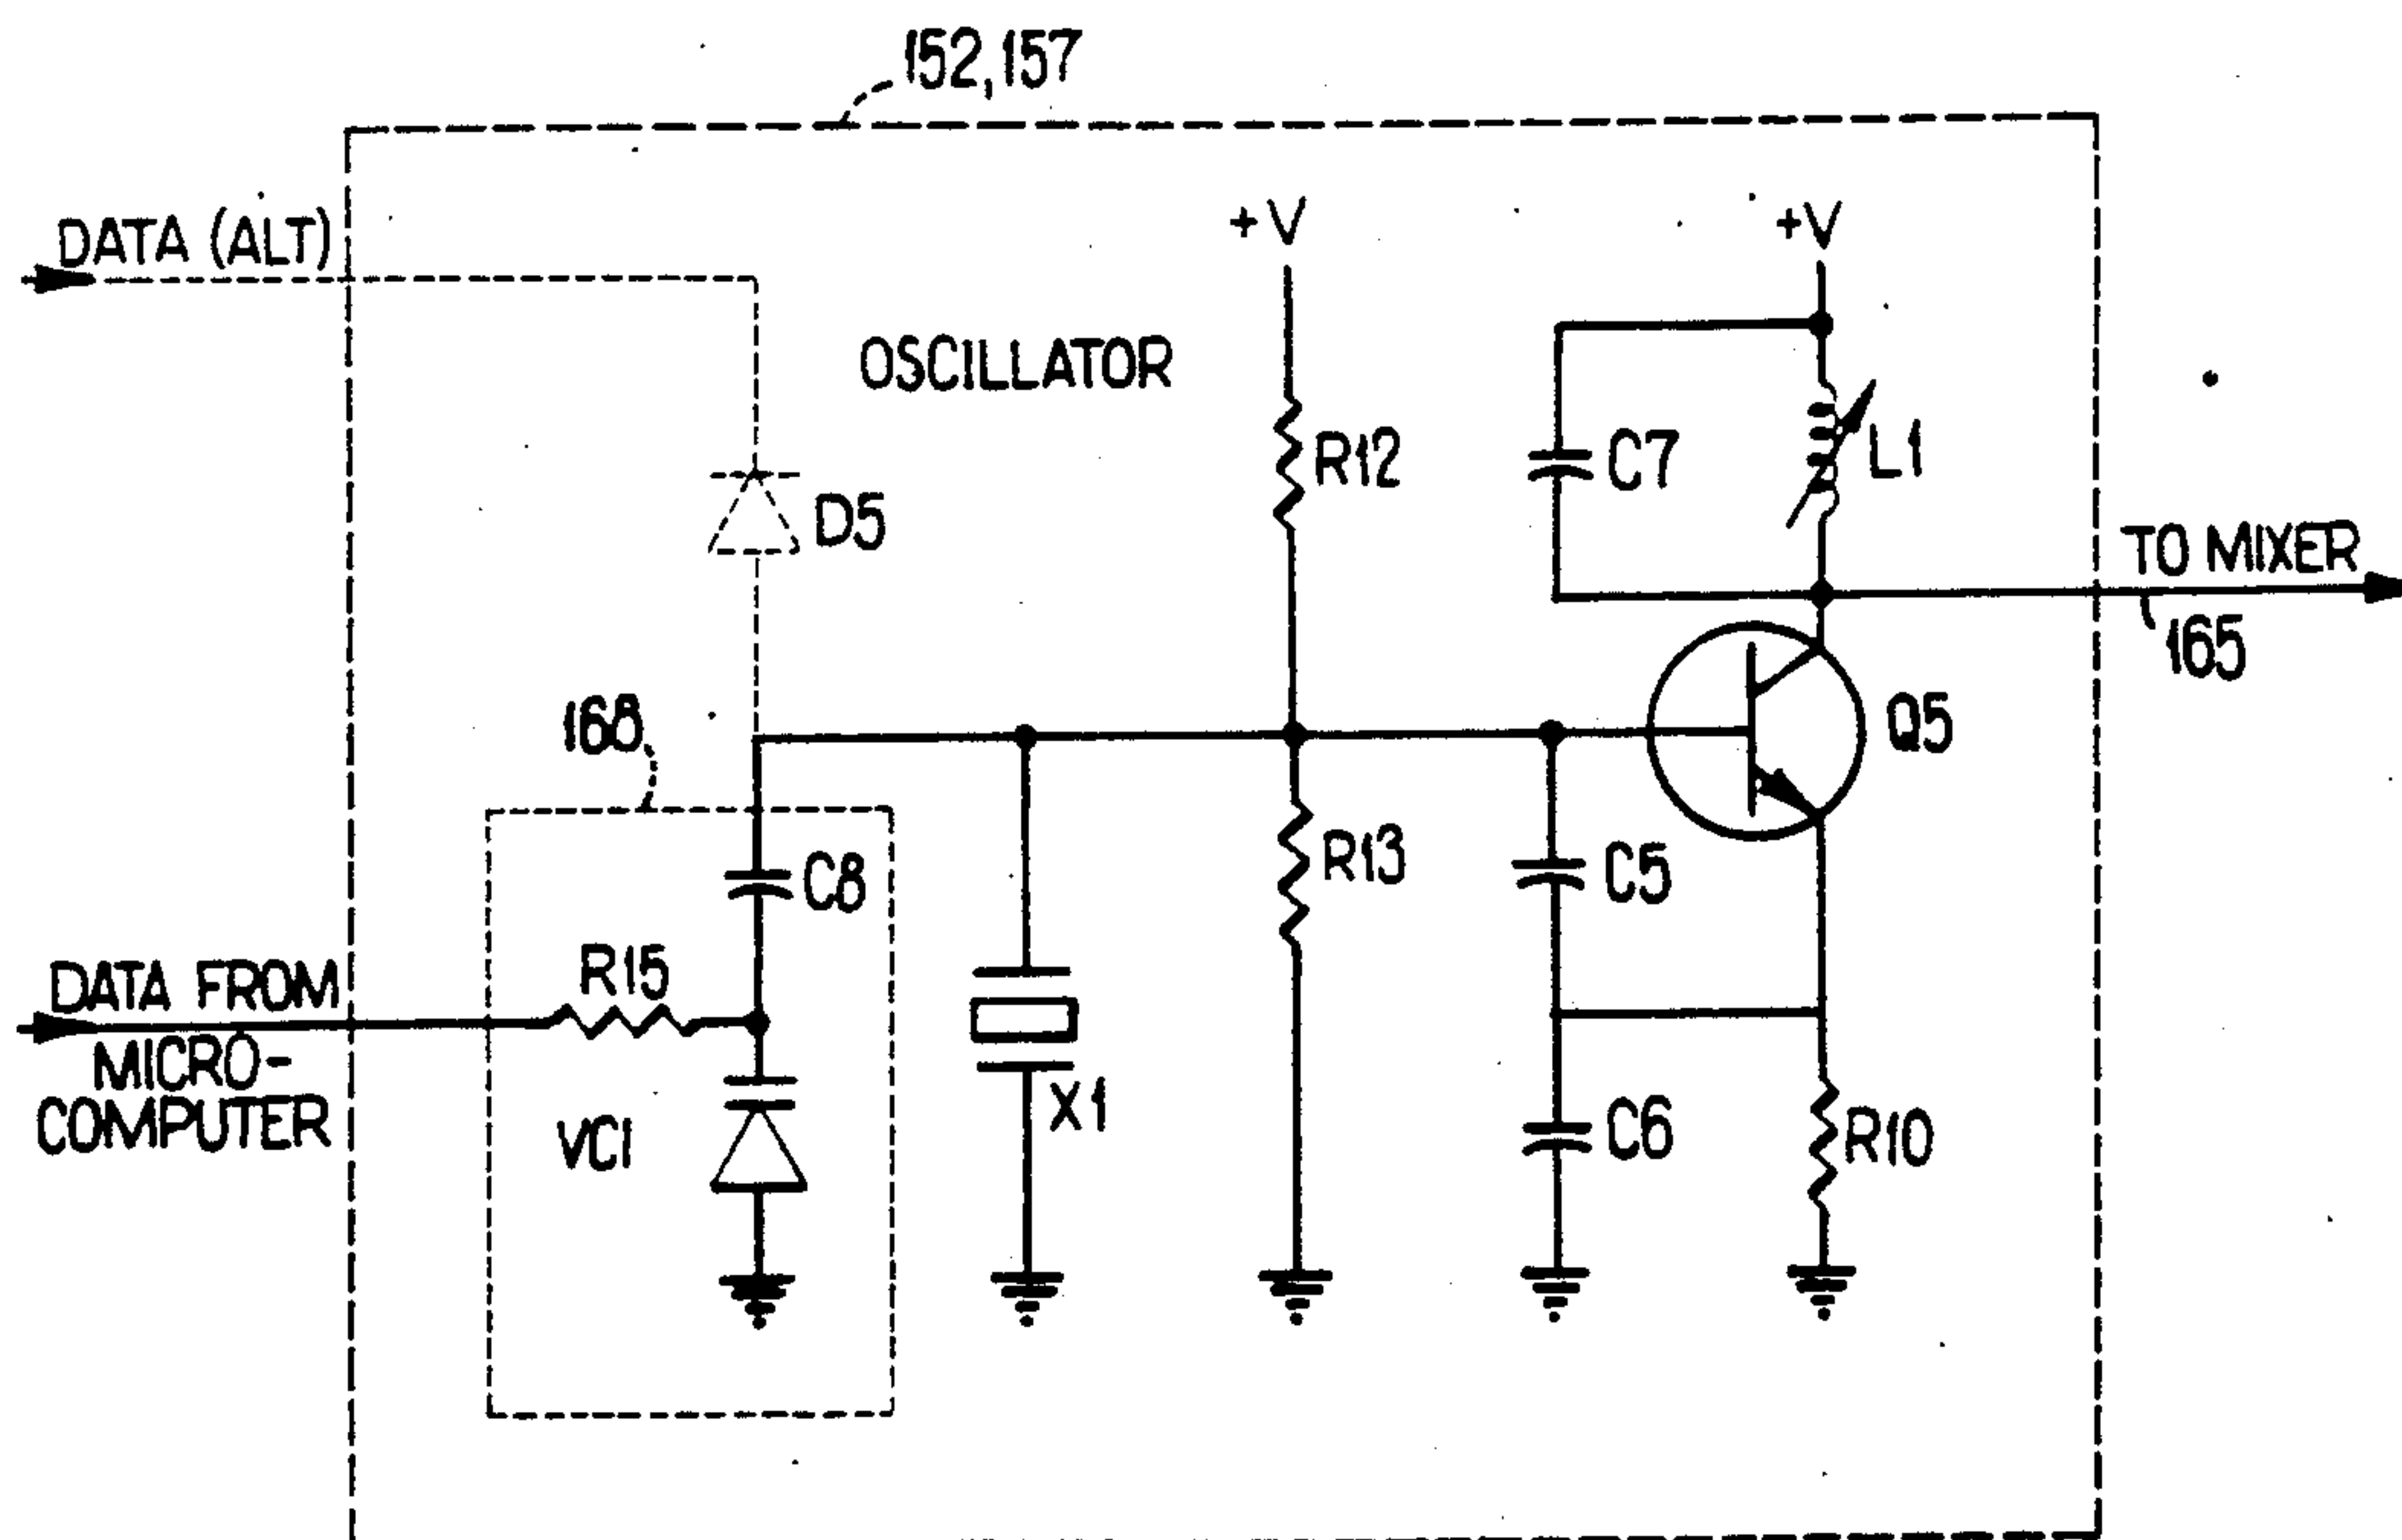 152,157
DATA (ALT)
+V
+V
OSCILLATOR
R12
C7
L1
D5
TO MIXER
165
168
Q5
C8
R13
C5
R15
DATA FROM
MICRO-
COMPUTER
VC1
X1
C6
R10